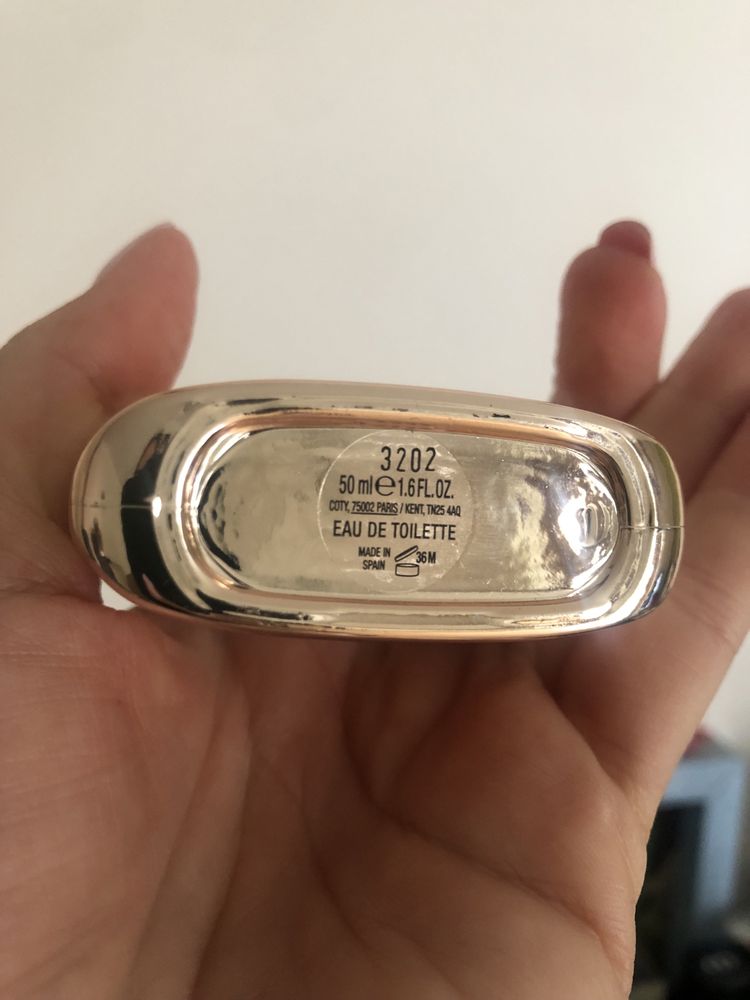 3202
50 ml ℮ 1.6 FL.OZ.
COTY, 75002 PARIS / KENT, TN25 4AQ
EAU DE TOILETTE
MADE IN
SPAIN
36 M